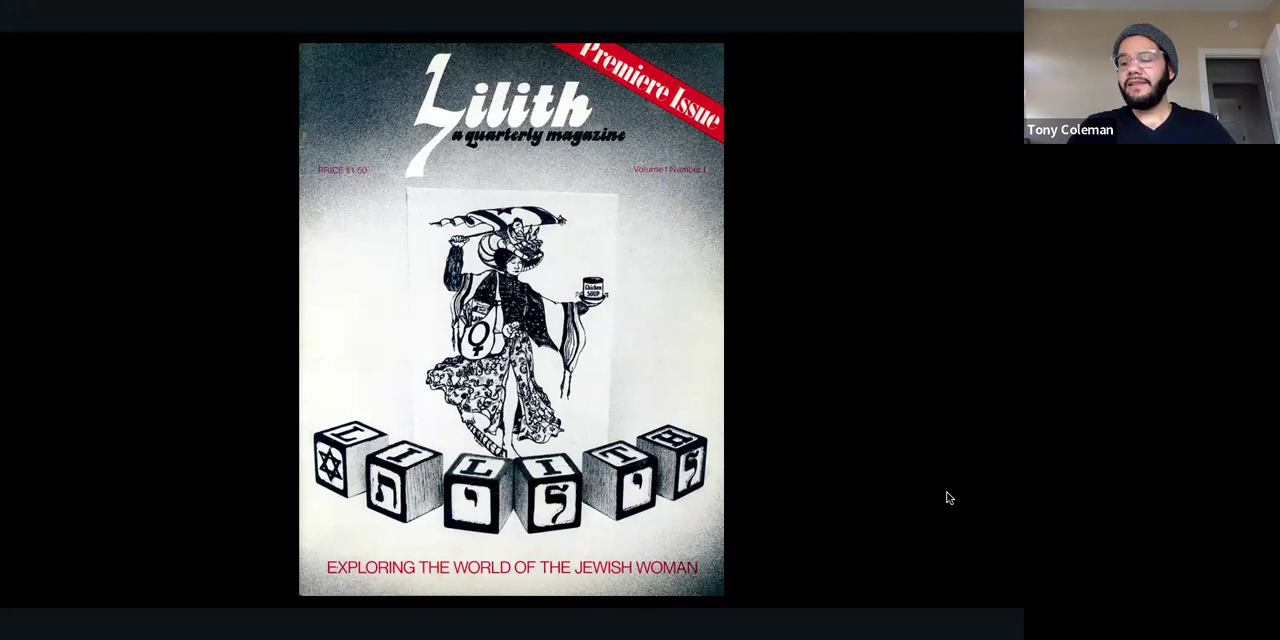 Premiere Issue
Lilith
a quarterly magazine
PRICE $1.50
Volume 1 Number 1
Chicken
SOUP
L I L I T H
ת י ל י ל
EXPLORING THE WORLD OF THE JEWISH WOMAN
Tony Coleman